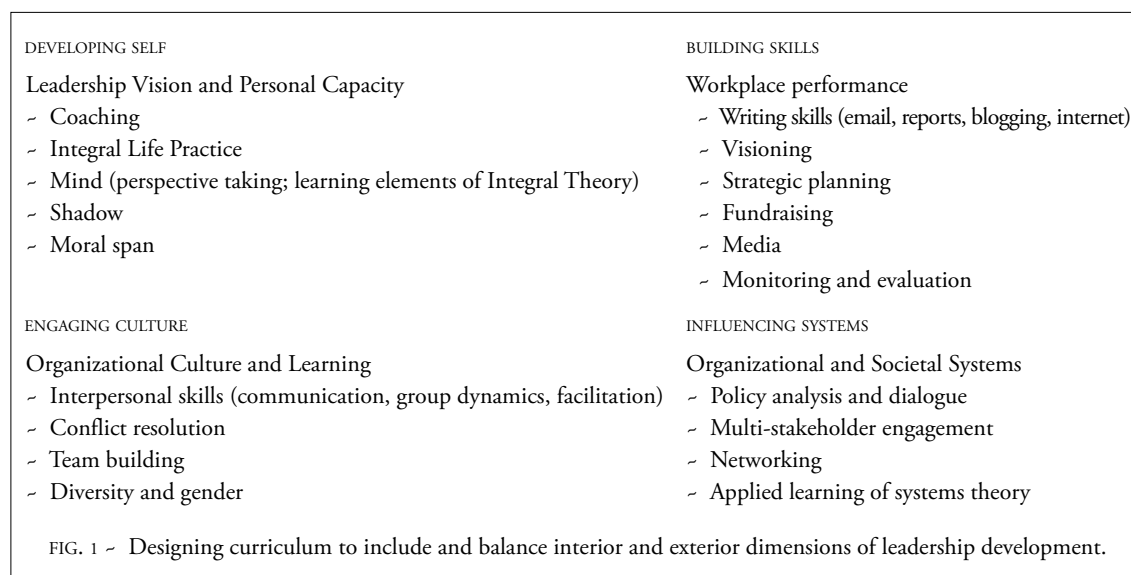 DEVELOPING SELF
Leadership Vision and Personal Capacity
~ Coaching
~ Integral Life Practice
~ Mind (perspective taking; learning elements of Integral Theory)
~ Shadow
~ Moral span
BUILDING SKILLS
Workplace performance
~ Writing skills (email, reports, blogging, internet)
~ Visioning
~ Strategic planning
~ Fundraising
~ Media
~ Monitoring and evaluation
ENGAGING CULTURE
Organizational Culture and Learning
~ Interpersonal skills (communication, group dynamics, facilitation)
~ Conflict resolution
~ Team building
~ Diversity and gender
INFLUENCING SYSTEMS
Organizational and Societal Systems
~ Policy analysis and dialogue
~ Multi-stakeholder engagement
~ Networking
~ Applied learning of systems theory
FIG. 1 ~ Designing curriculum to include and balance interior and exterior dimensions of leadership development.